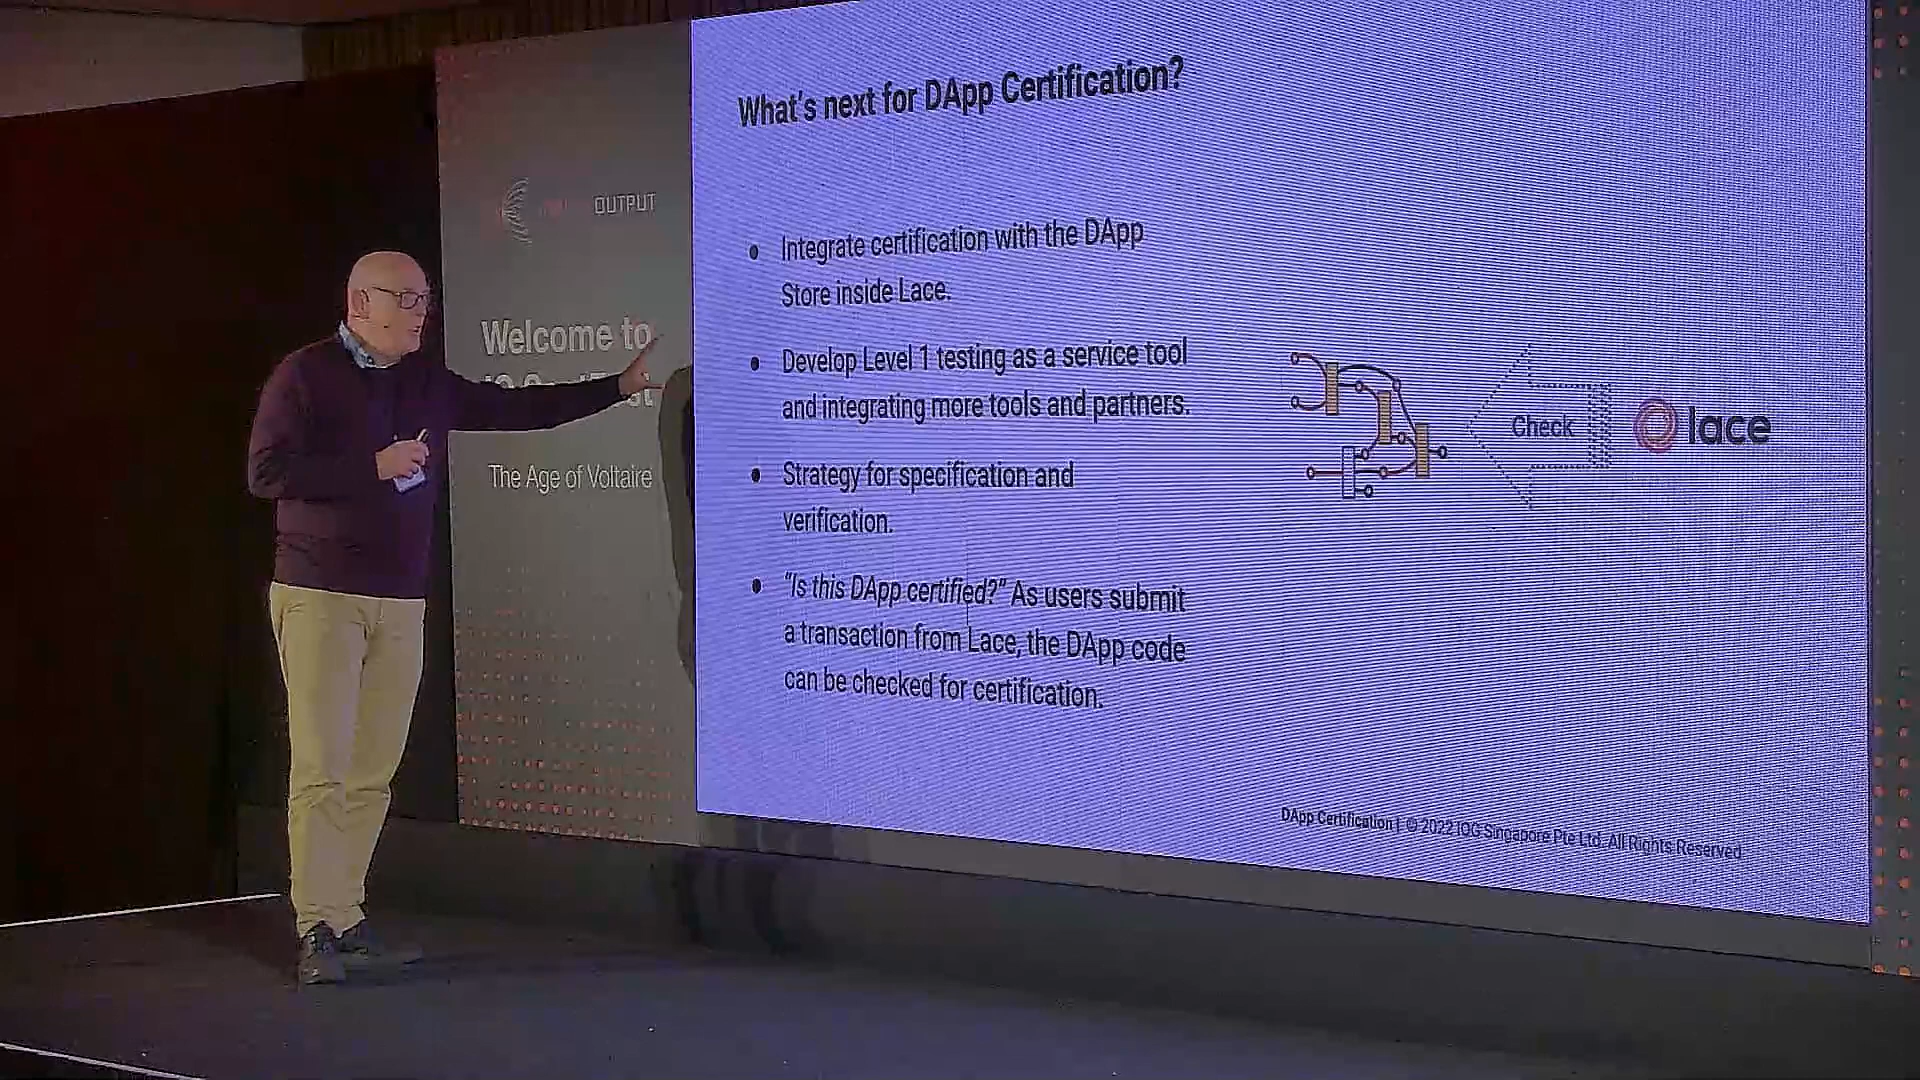 OUTPUT
Welcome to
The Age of Voltaire
What's next for DApp Certification?
● Integrate certification with the DApp
Store inside Lace.
● Develop Level 1 testing as a service tool
and integrating more tools and partners.
● Strategy for specification and
verification.
● “Is this DApp certified?” As users submit
a transaction from Lace, the DApp code
can be checked for certification.
Check
lace
DApp Certification | © 2022 IOG Singapore Pte Ltd. All Rights Reserved